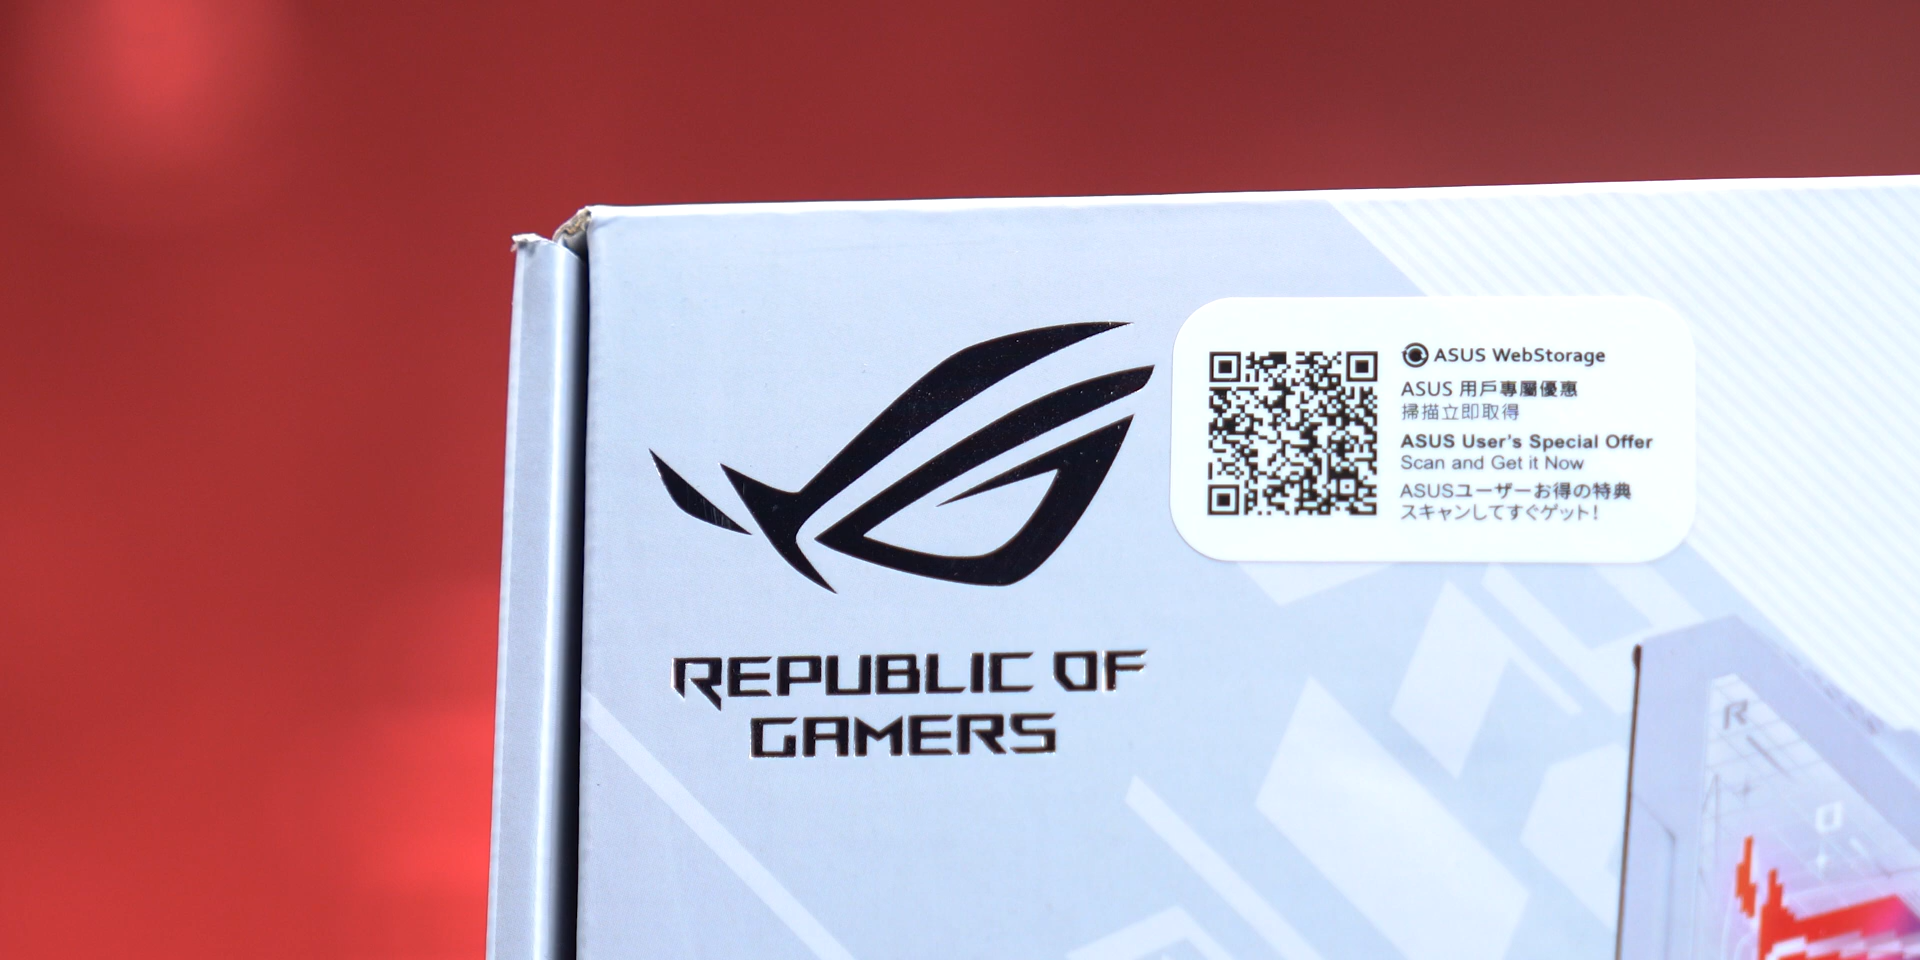 REPUBLIC OF
GAMERS
ASUS WebStorage
ASUS 用戶專屬優惠
掃描立即取得
ASUS User's Special Offer
Scan and Get it Now
ASUSユーザーお得の特典
スキャンしてすぐゲット!
R